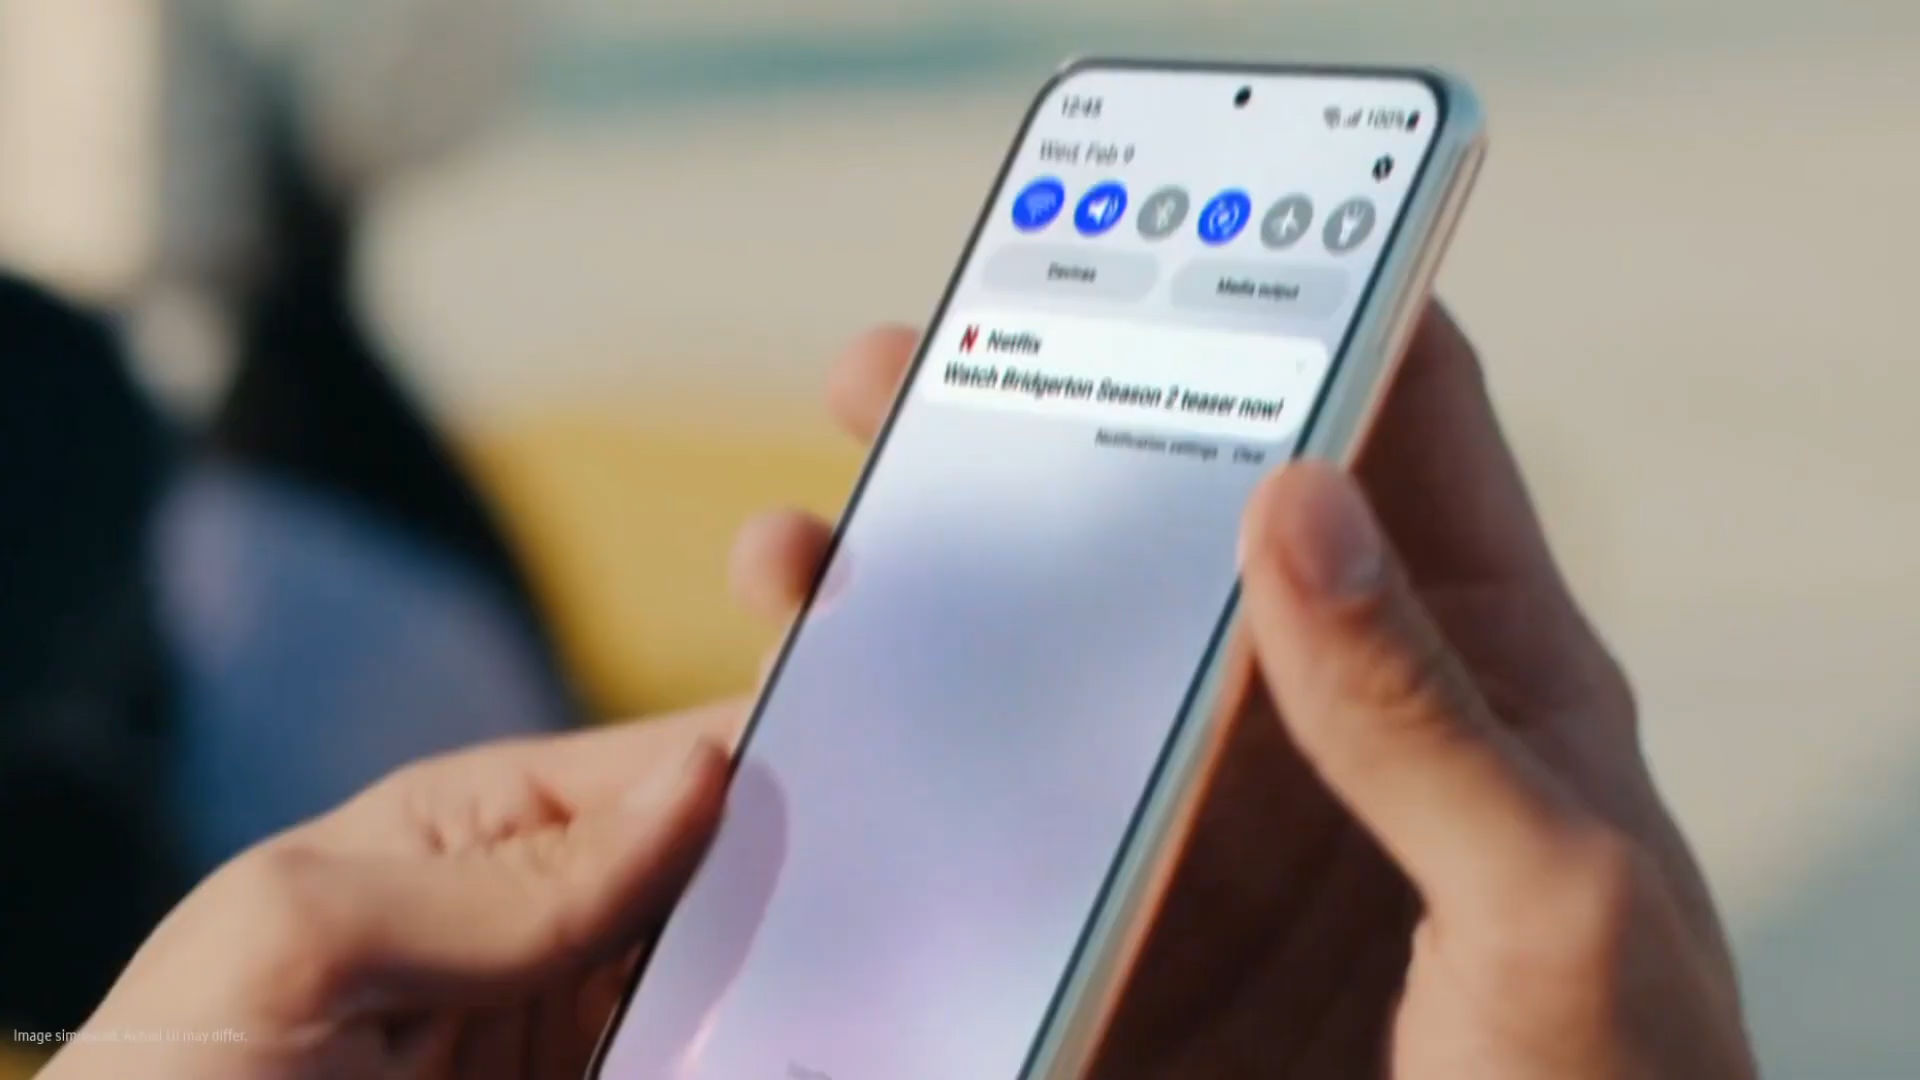 12:45
100%
Wed, Feb 9
Devices
Media output
N Netflix
Watch Bridgerton Season 2 teaser now!
Notification settings Clear
Image simulated. Actual UI may differ.